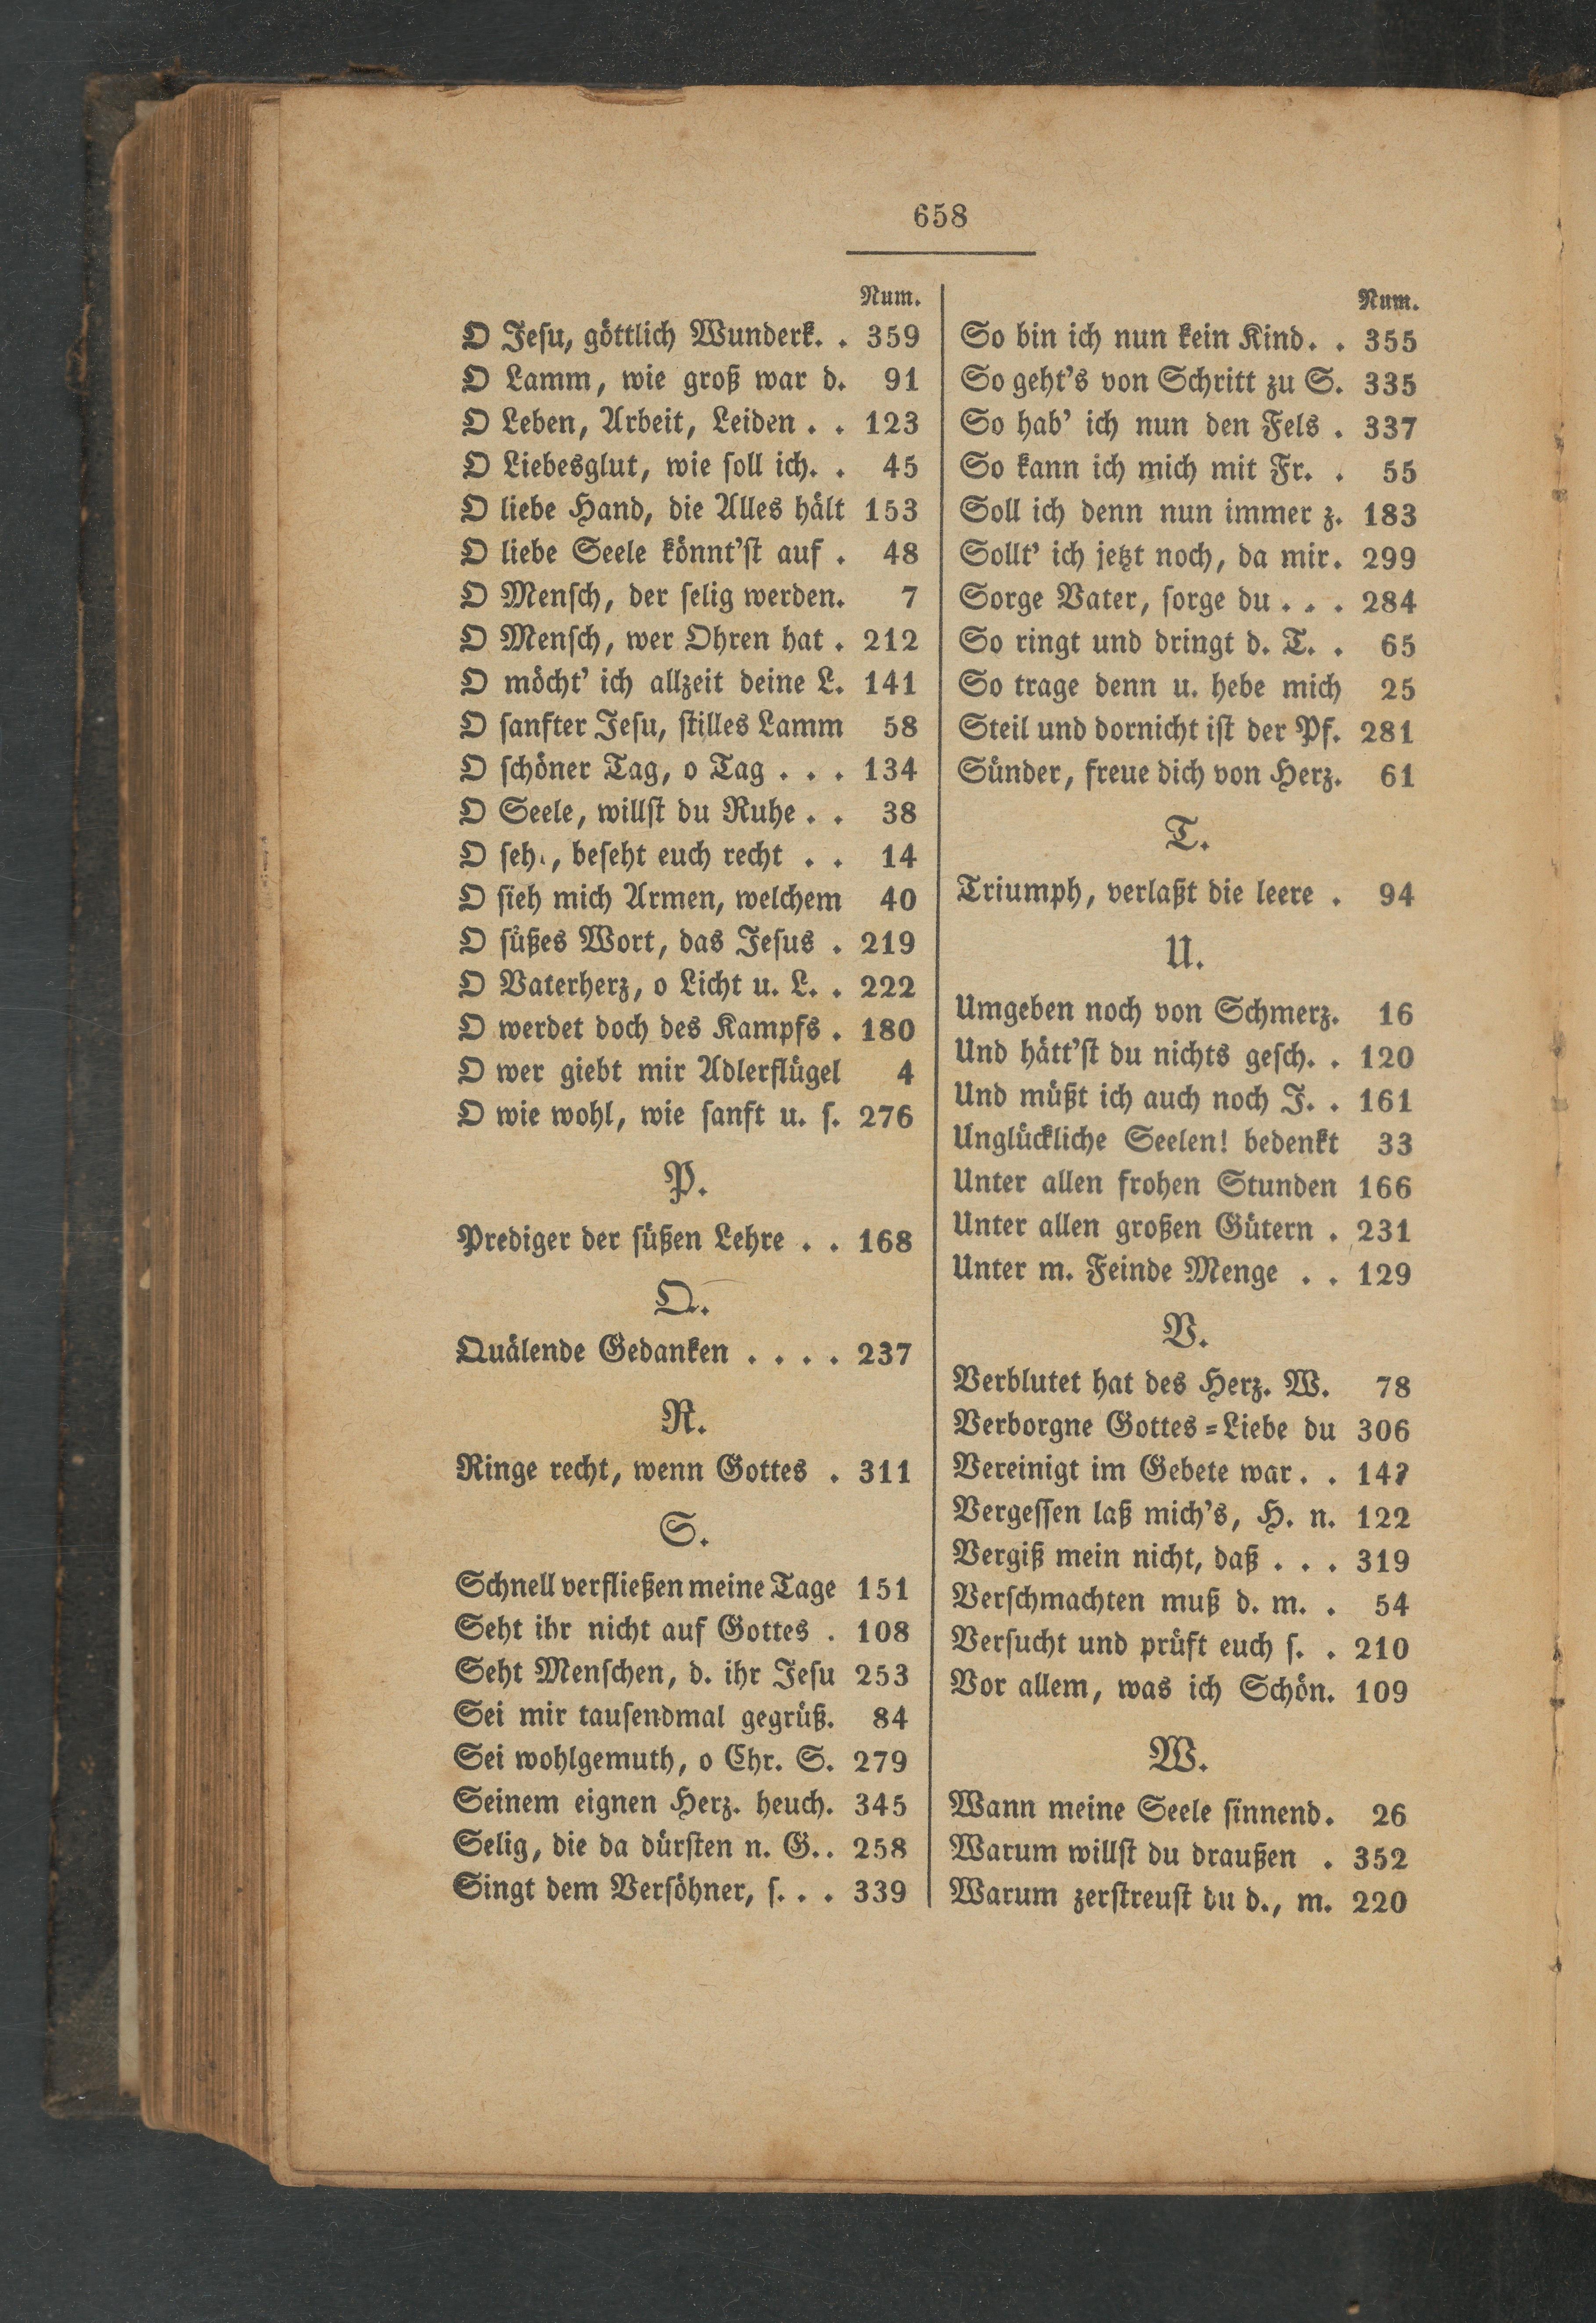 658
Num.
O Jesu, göttlich Wunderk. . 359
O Lamm, wie groß war d. 91
O Leben, Arbeit, Leiden . . 123
O Liebesglut, wie soll ich. . 45
O liebe Hand, die Alles hält 153
O liebe Seele könnt'st auf . 48
O Mensch, der selig werden. 7
O Mensch, wer Ohren hat . 212
O möcht' ich allzeit deine L. 141
O sanfter Jesu, stilles Lamm 58
O schöner Tag, o Tag . . . 134
O Seele, willst du Ruhe . . 38
O seh., beseht euch recht . . 14
O sieh mich Armen, welchem 40
O süßes Wort, das Jesus . 219
O Vaterherz, o Licht u. L. . 222
O werdet doch des Kampfs . 180
O wer giebt mir Adlerflügel 4
O wie wohl, wie sanft u. s. 276
P.
Prediger der süßen Lehre . . 168
Q.
Quälende Gedanken . . . . 237
R.
Ringe recht, wenn Gottes . 311
S.
Schnell verfließen meine Tage 151
Seht ihr nicht auf Gottes . 108
Seht Menschen, d. ihr Jesu 253
Sei mir tausendmal gegrüß. 84
Sei wohlgemuth, o Chr. S. 279
Seinem eignen Herz. heuch. 345
Selig, die da dürsten n. G. . 258
Singt dem Versöhner, s. . . 339
Num.
So bin ich nun kein Kind. . 355
So geht's von Schritt zu S. 335
So hab' ich nun den Fels . 337
So kann ich mich mit Fr. . 55
Soll ich denn nun immer z. 183
Sollt' ich jetzt noch, da mir. 299
Sorge Vater, sorge du . . . 284
So ringt und dringt d. T. . 65
So trage denn u. hebe mich 25
Steil und dornicht ist der Pf. 281
Sünder, freue dich von Herz. 61
T.
Triumph, verlaßt die leere . 94
U.
Umgeben noch von Schmerz. 16
Und hätt'st du nichts gesch. . 120
Und müßt ich auch noch J. . 161
Unglückliche Seelen! bedenkt 33
Unter allen frohen Stunden 166
Unter allen großen Gütern . 231
Unter m. Feinde Menge . . 129
V.
Verblutet hat des Herz. W. 78
Verborgne Gottes-Liebe du 306
Vereinigt im Gebete war. .
Vergessen laß mich's, H. n. 122
Vergiß mein nicht, daß . . . 319
Verschmachten muß d. m. . 54
Versucht und prüft euch s. . 210
Vor allem, was ich Schön. 109
W.
Wann meine Seele sinnend. 26
Warum willst du draußen . 352
Warum zerstreust du d., m. 220